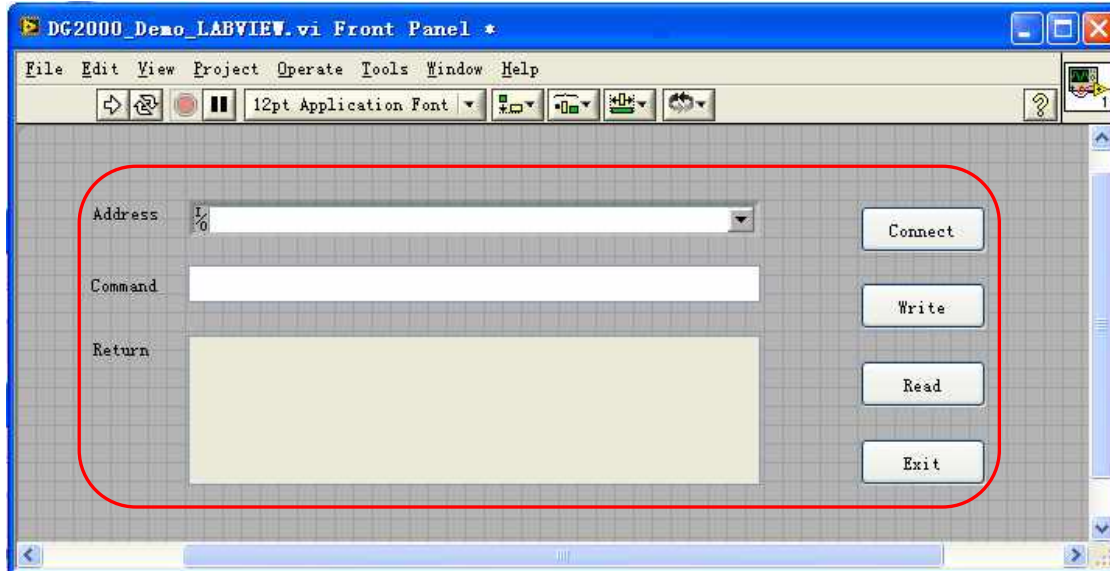 DG2000_Demo_LABVIEW.vi Front Panel *
File Edit View Project Operate Tools Window Help
12pt Application Font
1
Address
I/O
Connect
Command
Write
Return
Read
Exit